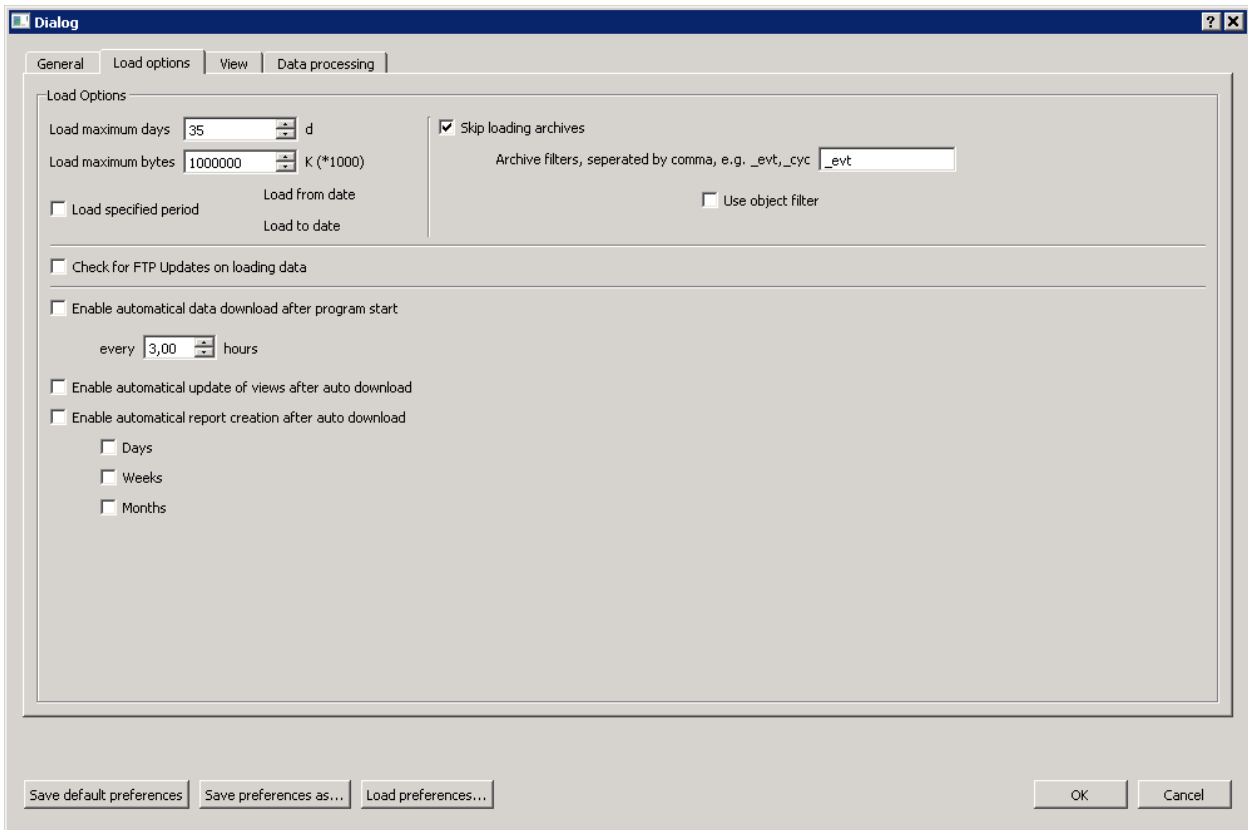 Dialog
General Load options View Data processing
Load Options
Load maximum days 35 d
Load maximum bytes 1000000 K (*1000)
Load specified period
Load from date
Load to date
Skip loading archives
Archive filters, seperated by comma, e.g. _evt,_cyc _evt
Use object filter
Check for FTP Updates on loading data
Enable automatical data download after program start
every 3,00 hours
Enable automatical update of views after auto download
Enable automatical report creation after auto download
Days
Weeks
Months
Save default preferences Save preferences as... Load preferences... OK Cancel